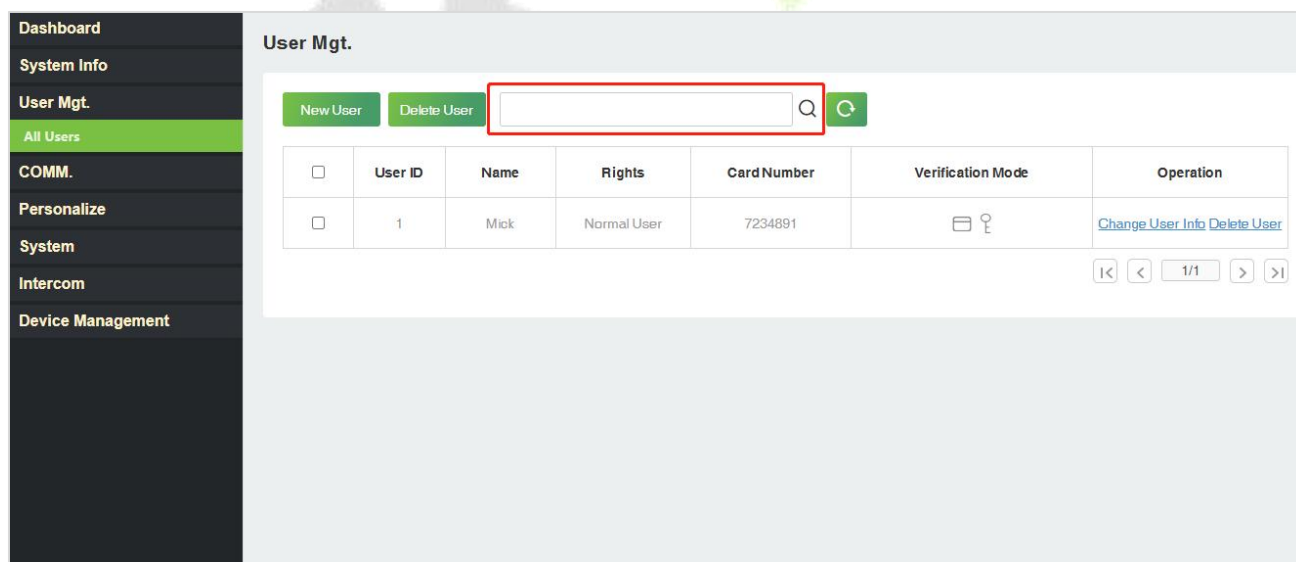 Dashboard
System Info
User Mgt.
All Users
COMM.
Personalize
System
Intercom
Device Management
User Mgt.
New User Delete User
User ID Name Rights Card Number Verification Mode Operation
1 Mick Normal User 7234891 Change User Info Delete User
1/1